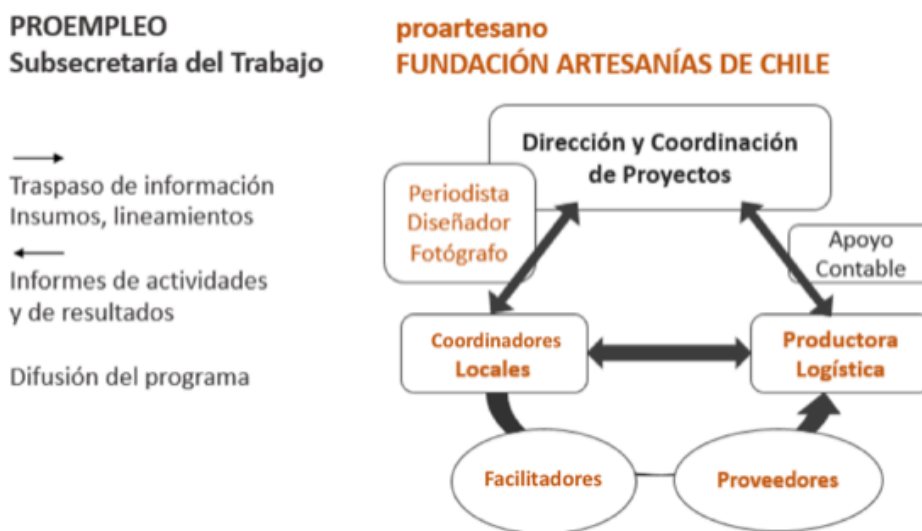 PROEMPLEO
Subsecretaría del Trabajo
proartesano
FUNDACIÓN ARTESANÍAS DE CHILE
Traspaso de información
Insumos, lineamientos
Informes de actividades
y de resultados
Difusión del programa
Dirección y Coordinación
de Proyectos
Periodista
Diseñador
Fotógrafo
Apoyo
Contable
Coordinadores
Locales
Productora
Logística
Facilitadores
Proveedores